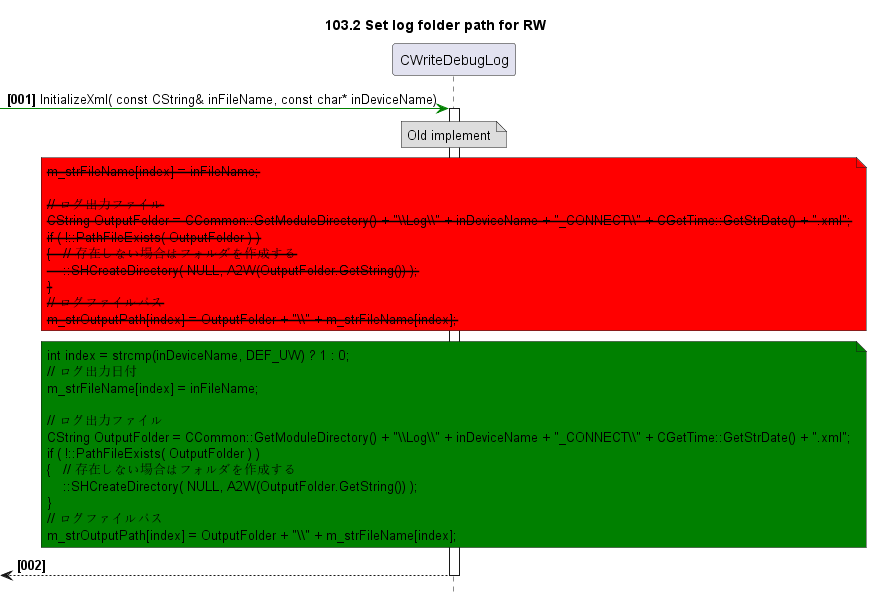 103.2 Set log folder path for RW
CWriteDebugLog
[001] InitializeXml( const CString& inFileName, const char* inDeviceName)
Old implement
m_strFileName[index] = inFileName;
// ログ出力ファイル
CString OutputFolder = CCommon::GetModuleDirectory() + "\\Log\\" + inDeviceName + "_CONNECT\\" + CGetTime::GetStrDate() + ".xml";
if ( !::PathFileExists( OutputFolder ) )
{ // 存在しない場合はフォルダを作成する
::SHCreateDirectory( NULL, A2W(OutputFolder.GetString()) );
}
// ログファイルパス
m_strOutputPath[index] = OutputFolder + "\\" + m_strFileName[index];
int index = strcmp(inDeviceName, DEF_UW) ? 1 : 0;
// ログ出力日付
m_strFileName[index] = inFileName;
// ログ出力ファイル
CString OutputFolder = CCommon::GetModuleDirectory() + "\\Log\\" + inDeviceName + "_CONNECT\\" + CGetTime::GetStrDate() + ".xml";
if ( !::PathFileExists( OutputFolder ) )
{ // 存在しない場合はフォルダを作成する
::SHCreateDirectory( NULL, A2W(OutputFolder.GetString()) );
}
// ログファイルパス
m_strOutputPath[index] = OutputFolder + "\\" + m_strFileName[index];
[002]